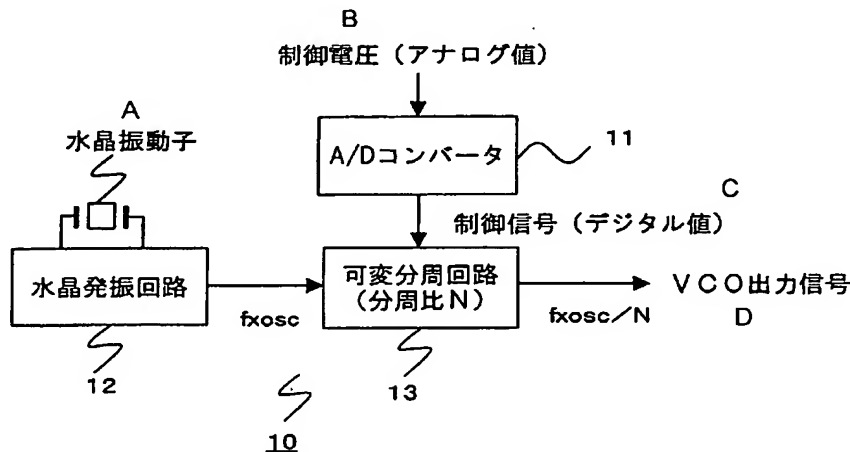 B
制御電圧（アナログ値）
A
水晶振動子
A/Dコンバータ
11
C
制御信号（デジタル値）
水晶発振回路
fxosc
可変分周回路
（分周比N）
fxosc／N
VCO出力信号
D
12
13
10